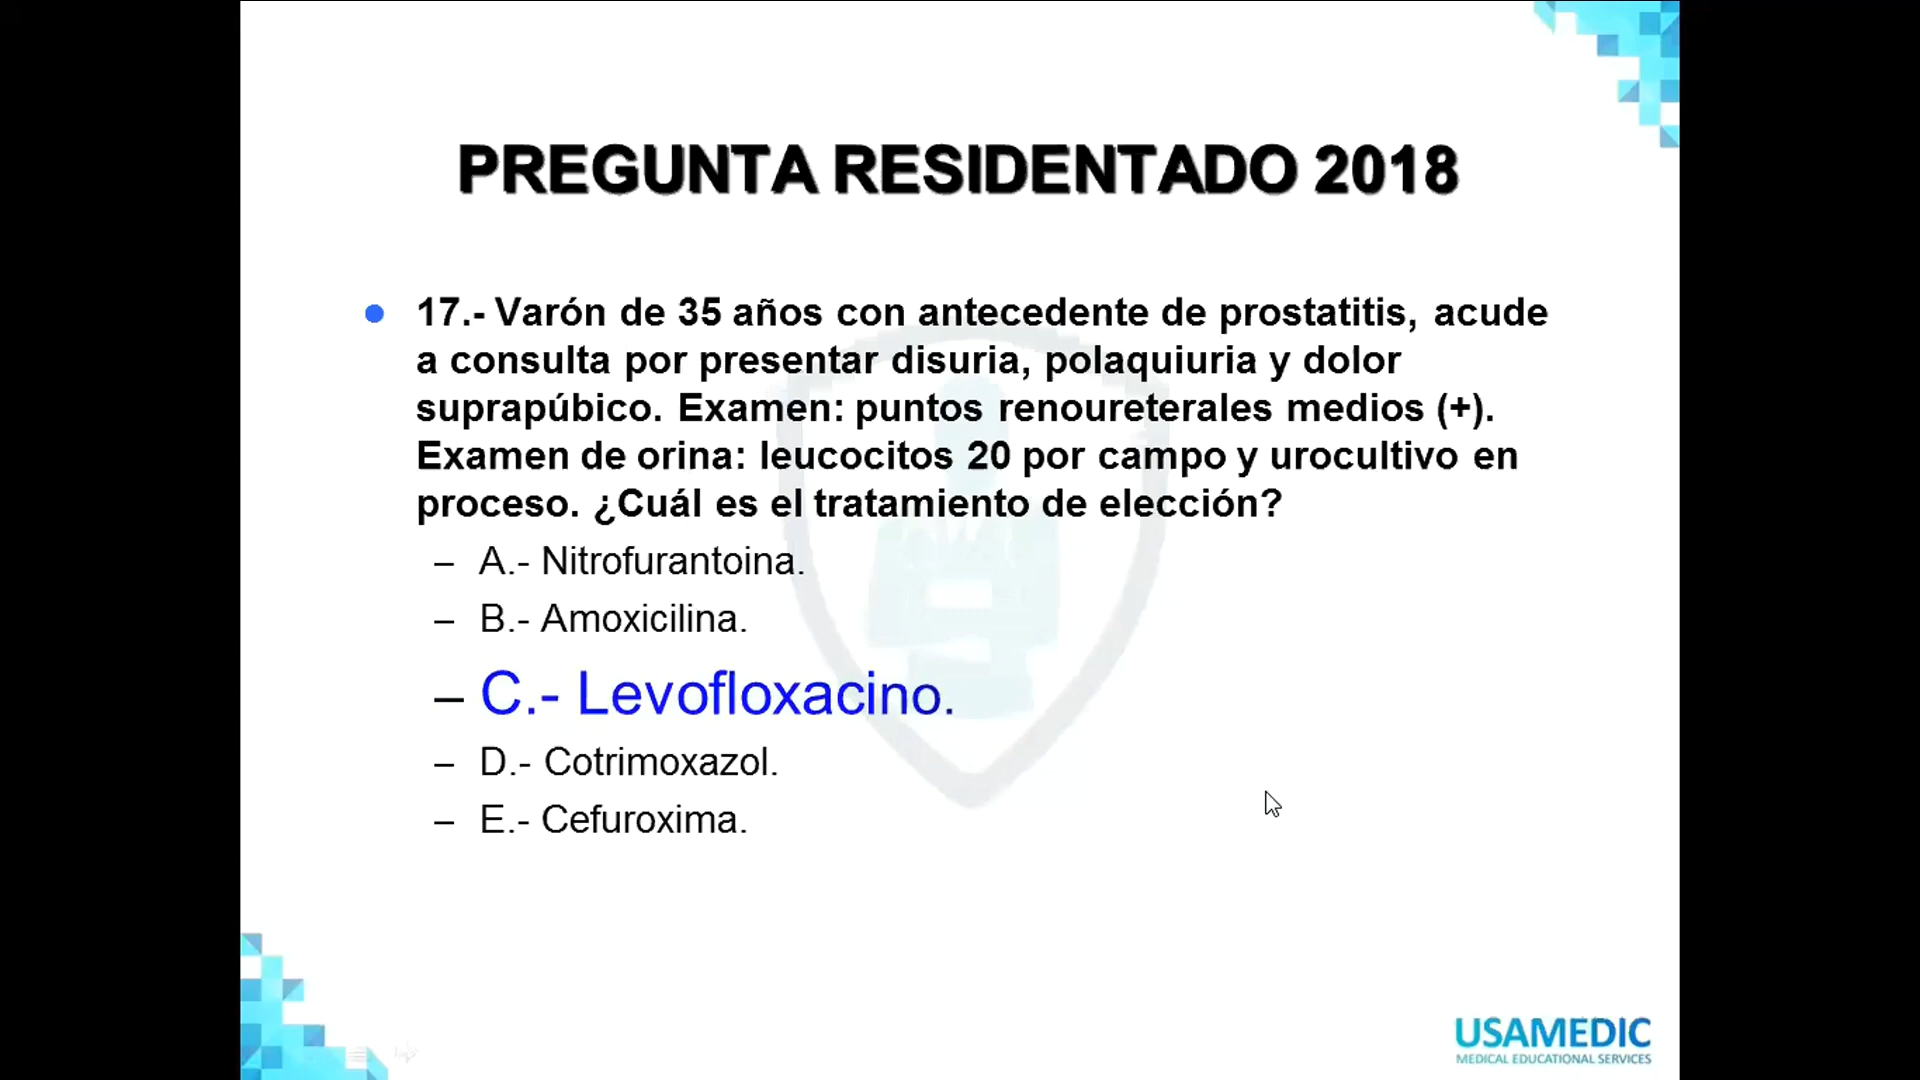 PREGUNTA RESIDENTADO 2018
17.- Varón de 35 años con antecedente de prostatitis, acude
a consulta por presentar disuria, polaquiuria y dolor
suprapúbico. Examen: puntos renoureterales medios (+).
Examen de orina: leucocitos 20 por campo y urocultivo en
proceso. ¿Cuál es el tratamiento de elección?
– A.- Nitrofurantoina.
– B.- Amoxicilina.
– C.- Levofloxacino.
– D.- Cotrimoxazol.
– E.- Cefuroxima.
USAMEDIC
MEDICAL EDUCATIONAL SERVICES